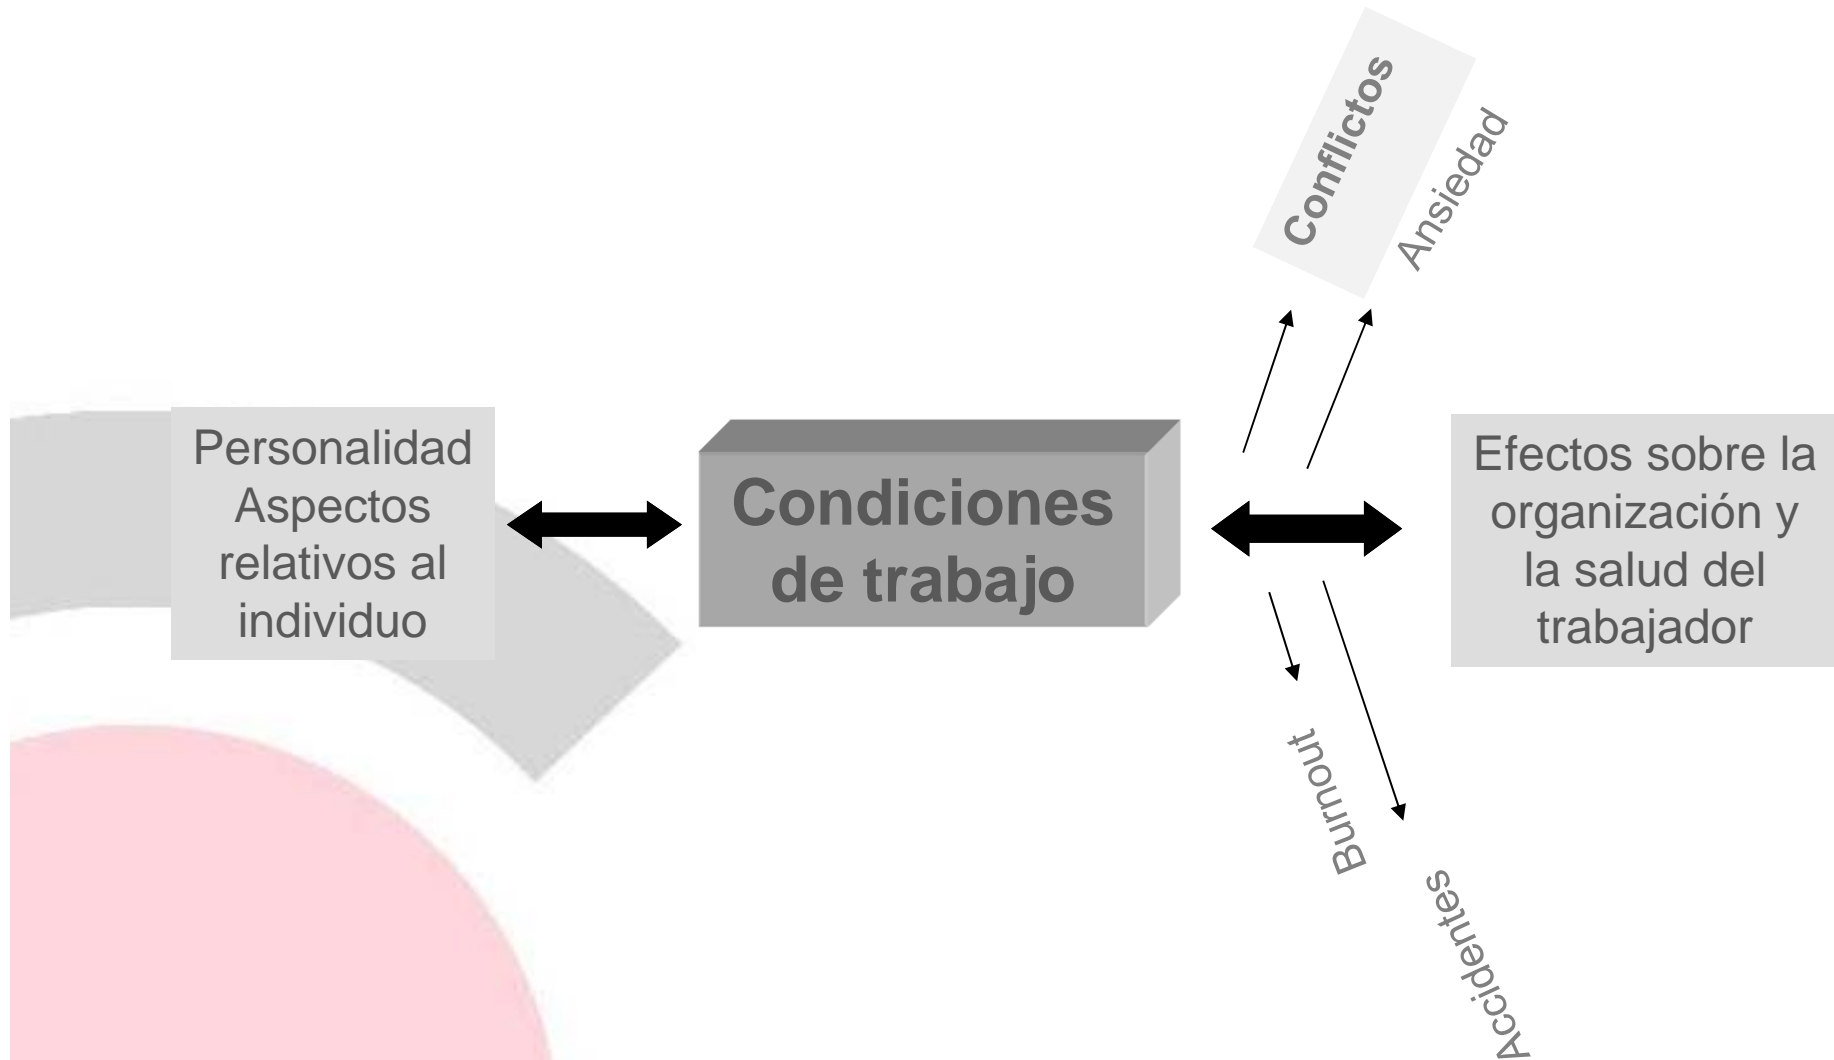 Conflictos
Ansiedad
Personalidad
Aspectos
relativos al
individuo
Condiciones
de trabajo
Efectos sobre la
organización y
la salud del
trabajador
Burnout
Accidentes